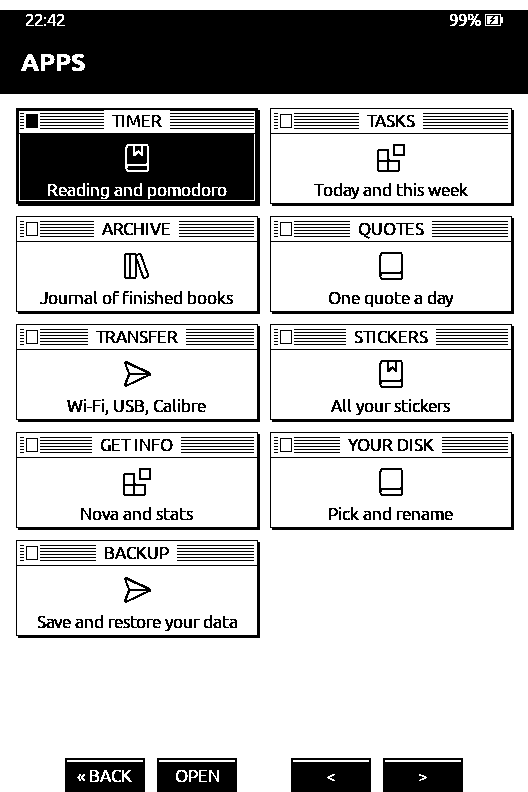 22:42 99%
APPS
TIMER
Reading and pomodoro
TASKS
Today and this week
ARCHIVE
Journal of finished books
QUOTES
One quote a day
TRANSFER
Wi-Fi, USB, Calibre
STICKERS
All your stickers
GET INFO
Nova and stats
YOUR DISK
Pick and rename
BACKUP
Save and restore your data
« BACK OPEN < >